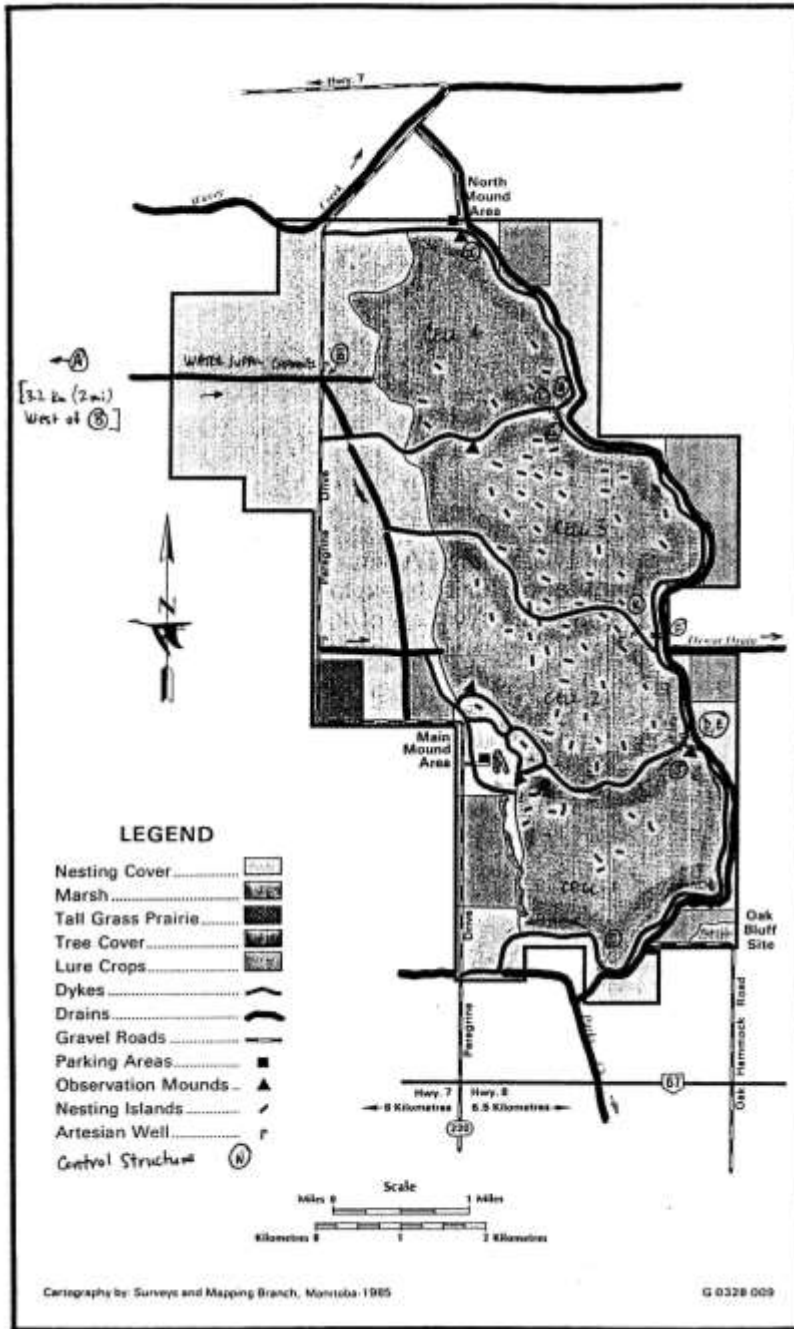 Hwy. 7
North
Mound
Area
Creek
CELL 4
WATER SUPPLY
B
A
[3.2 km (2 mi)
West of B]
Drive
Peregrine
N
CELL 3
Drain
CELL 2
Main
Mound
Area
CELL 1
Oak
Bluff
Site
LEGEND
Nesting Cover
Marsh
Tall Grass Prairie
Tree Cover
Lure Crops
Dykes
Drains
Gravel Roads
Parking Areas
Observation Mounds
Nesting Islands
Artesian Well
Control Structure N
Drive
Peregrine
Oak Hammock Road
67
Hwy. 7 Hwy. 8
9 Kilometres 6.5 Kilometres
220
Scale
Miles 0 1 Miles
Kilometres 0 1 2 Kilometres
Cartography by: Surveys and Mapping Branch, Manitoba-1985 G 0328 009